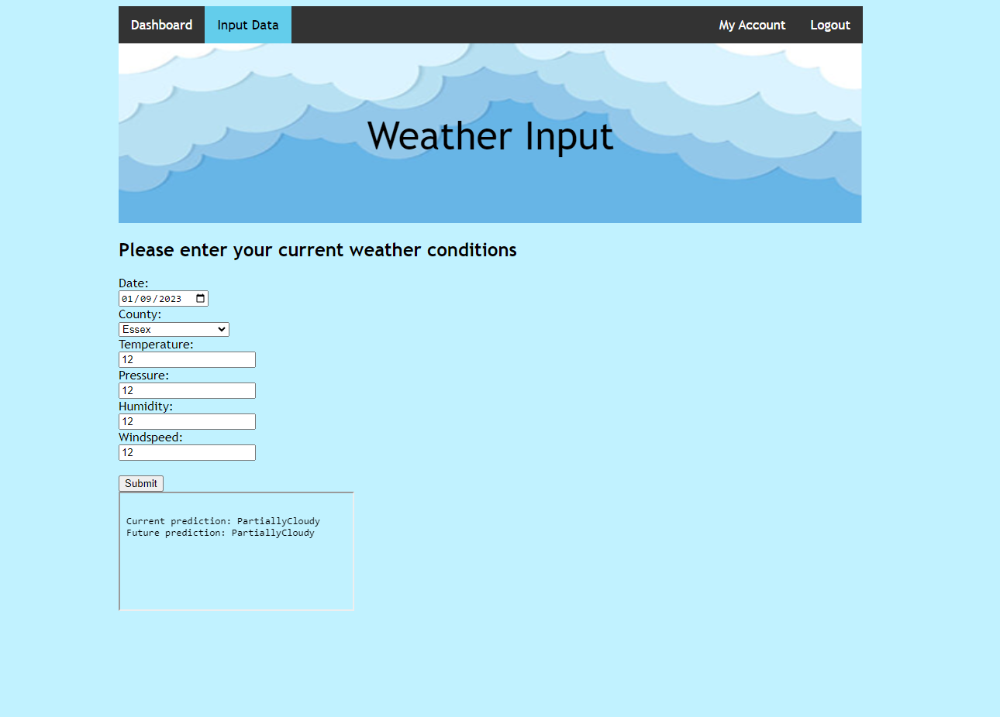 Dashboard Input Data My Account Logout
Weather Input
Please enter your current weather conditions
Date:
01/09/2023
County:
Essex
Temperature:
12
Pressure:
12
Humidity:
12
Windspeed:
12
Submit
Current prediction: PartiallyCloudy
Future prediction: PartiallyCloudy